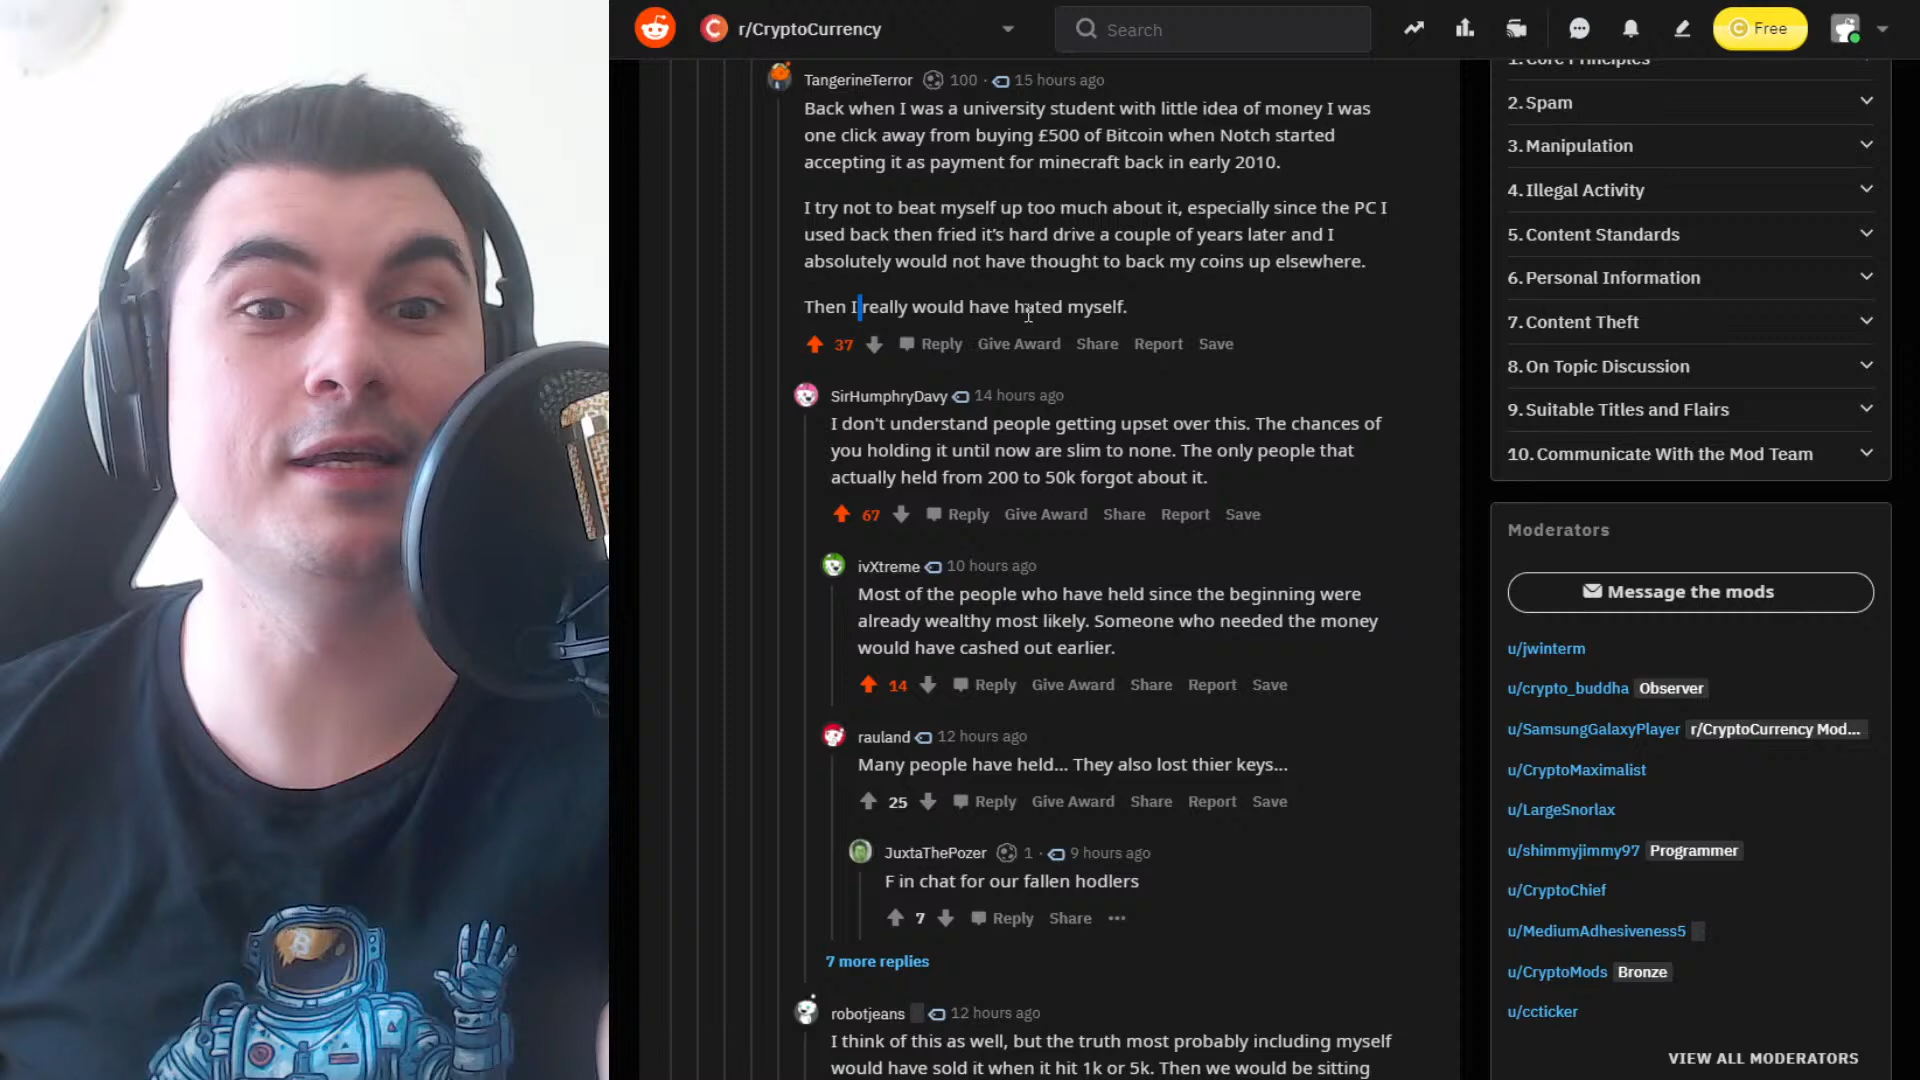 r/CryptoCurrency
Search
Free
TangerineTerror 100 · 15 hours ago
Back when I was a university student with little idea of money I was
one click away from buying £500 of Bitcoin when Notch started
accepting it as payment for minecraft back in early 2010.
I try not to beat myself up too much about it, especially since the PC I
used back then fried it's hard drive a couple of years later and I
absolutely would not have thought to back my coins up elsewhere.
Then I really would have hated myself.
37 Reply Give Award Share Report Save
SirHumphryDavy 14 hours ago
I don't understand people getting upset over this. The chances of
you holding it until now are slim to none. The only people that
actually held from 200 to 50k forgot about it.
67 Reply Give Award Share Report Save
ivXtreme 10 hours ago
Most of the people who have held since the beginning were
already wealthy most likely. Someone who needed the money
would have cashed out earlier.
14 Reply Give Award Share Report Save
rauland 12 hours ago
Many people have held... They also lost thier keys...
25 Reply Give Award Share Report Save
JuxtaThePozer 1 · 9 hours ago
F in chat for our fallen hodlers
7 Reply Share ...
7 more replies
robotjeans 12 hours ago
I think of this as well, but the truth most probably including myself
would have sold it when it hit 1k or 5k. Then we would be sitting
1. Core Principles
2. Spam
3. Manipulation
4. Illegal Activity
5. Content Standards
6. Personal Information
7. Content Theft
8. On Topic Discussion
9. Suitable Titles and Flairs
10. Communicate With the Mod Team
Moderators
Message the mods
u/jwinterm
u/crypto_buddha Observer
u/SamsungGalaxyPlayer r/CryptoCurrency Mod...
u/CryptoMaximalist
u/LargeSnorlax
u/shimmyjimmy97 Programmer
u/CryptoChief
u/MediumAdhesiveness5
u/CryptoMods Bronze
u/ccticker
VIEW ALL MODERATORS